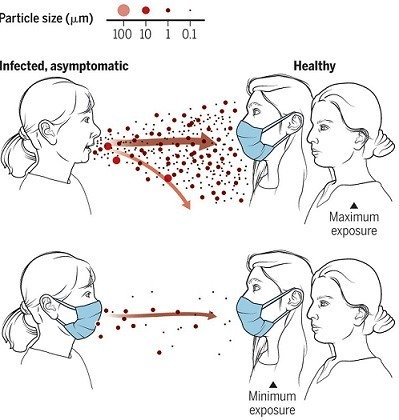 Particle size (μm)
100 10 1 0.1
Infected, asymptomatic
Healthy
Maximum
exposure
Minimum
exposure